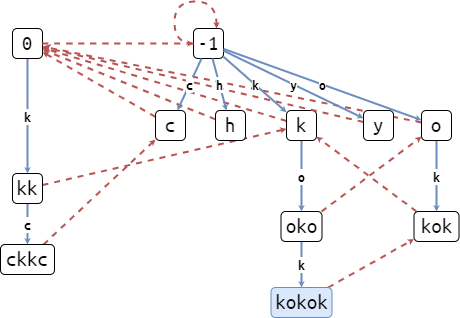 0 -1
c h k y o
c h k y o
k
kk
o k
c
oko kok
ckkc
k
kokok